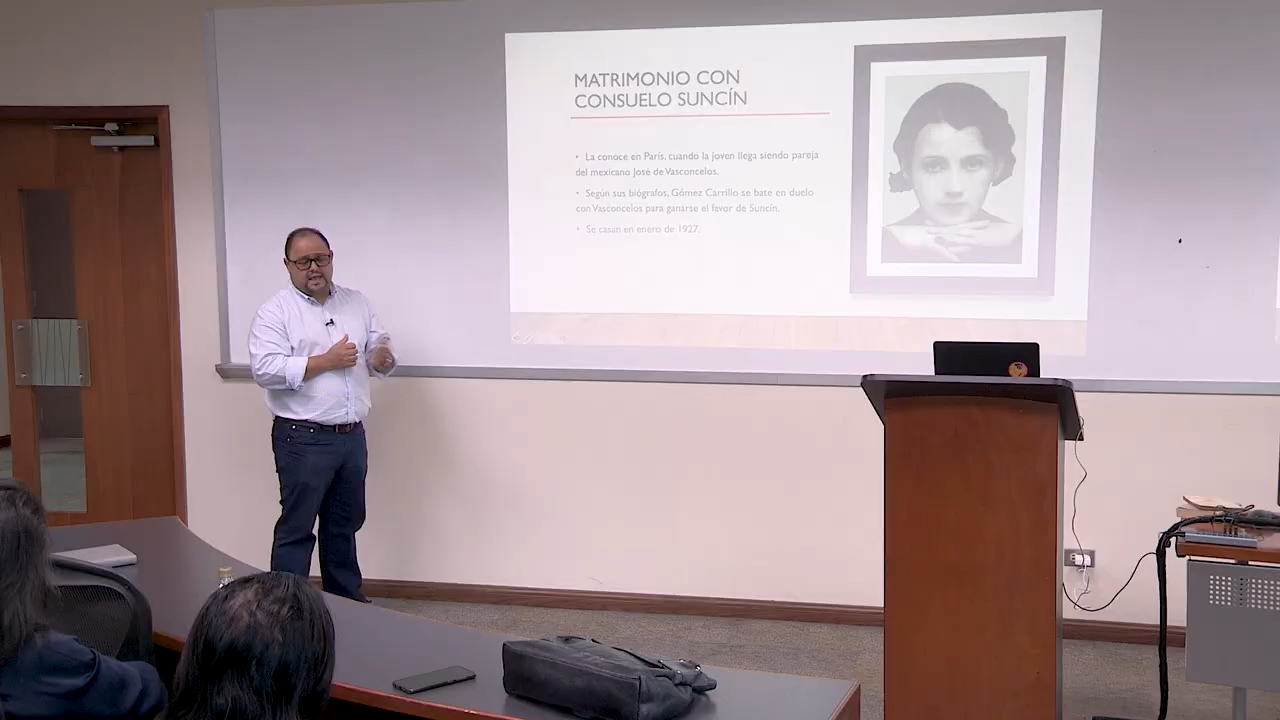 MATRIMONIO CON
CONSUELO SUNCÍN
• La conoce en París, cuando la joven llega siendo pareja
del mexicano José de Vasconcelos.
• Según sus biógrafos, Gómez Carrillo se bate en duelo
con Vasconcelos para ganarse el favor de Suncín.
• Se casan en enero de 1927.